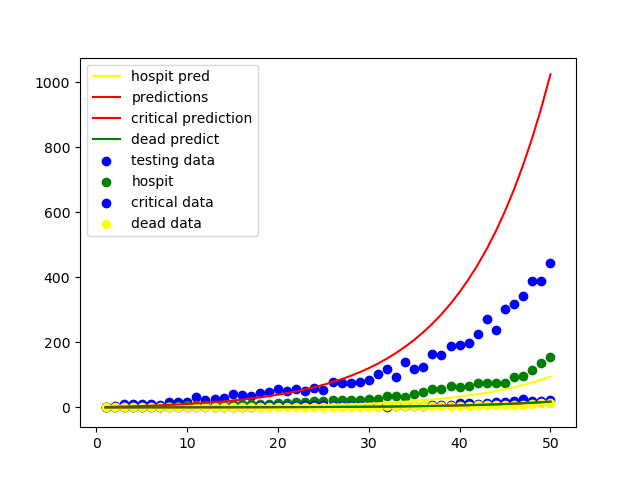 hospit pred
predictions
critical prediction
dead predict
testing data
hospit
critical data
dead data
1000
800
600
400
200
0
0 10 20 30 40 50